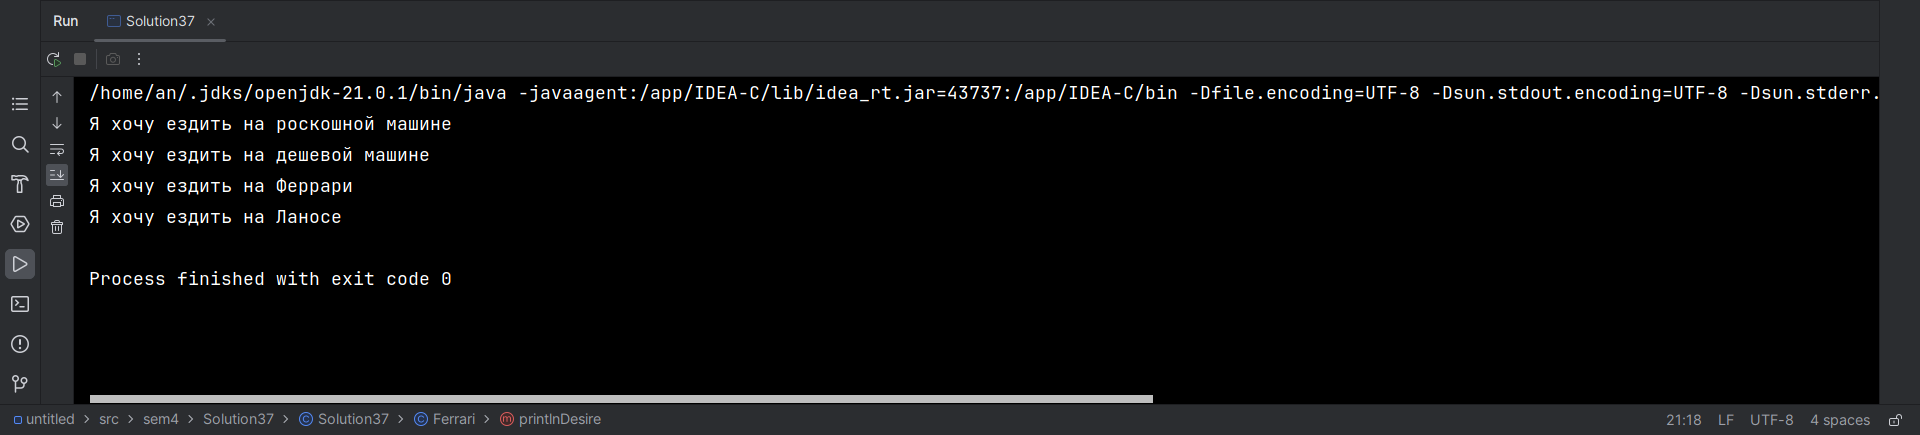 Run Solution37
/home/an/.jdks/openjdk-21.0.1/bin/java -javaagent:/app/IDEA-C/lib/idea_rt.jar=43737:/app/IDEA-C/bin -Dfile.encoding=UTF-8 -Dsun.stdout.encoding=UTF-8 -Dsun.stderr.
Я хочу ездить на роскошной машине
Я хочу ездить на дешевой машине
Я хочу ездить на Феррари
Я хочу ездить на Ланосе
Process finished with exit code 0
untitled > src > sem4 > Solution37 > Solution37 > Ferrari > printlnDesire 21:18 LF UTF-8 4 spaces